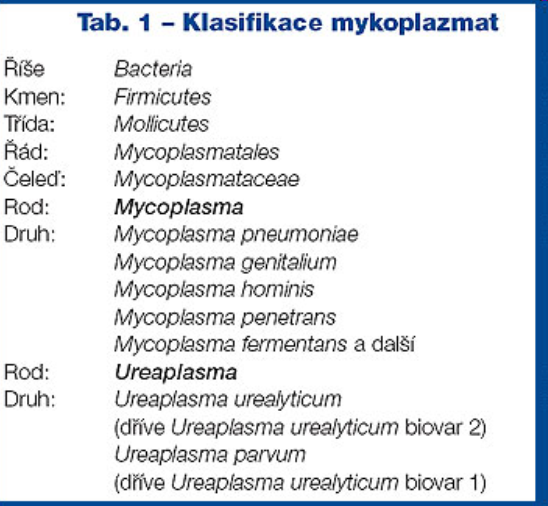 Tab. 1 – Klasifikace mykoplazmat
Říše Bacteria
Kmen: Firmicutes
Třída: Mollicutes
Řád: Mycoplasmatales
Čeleď: Mycoplasmataceae
Rod: Mycoplasma
Druh: Mycoplasma pneumoniae
Mycoplasma genitalium
Mycoplasma hominis
Mycoplasma penetrans
Mycoplasma fermentans a další
Rod: Ureaplasma
Druh: Ureaplasma urealyticum
(dříve Ureaplasma urealyticum biovar 2)
Ureaplasma parvum
(dříve Ureaplasma urealyticum biovar 1)